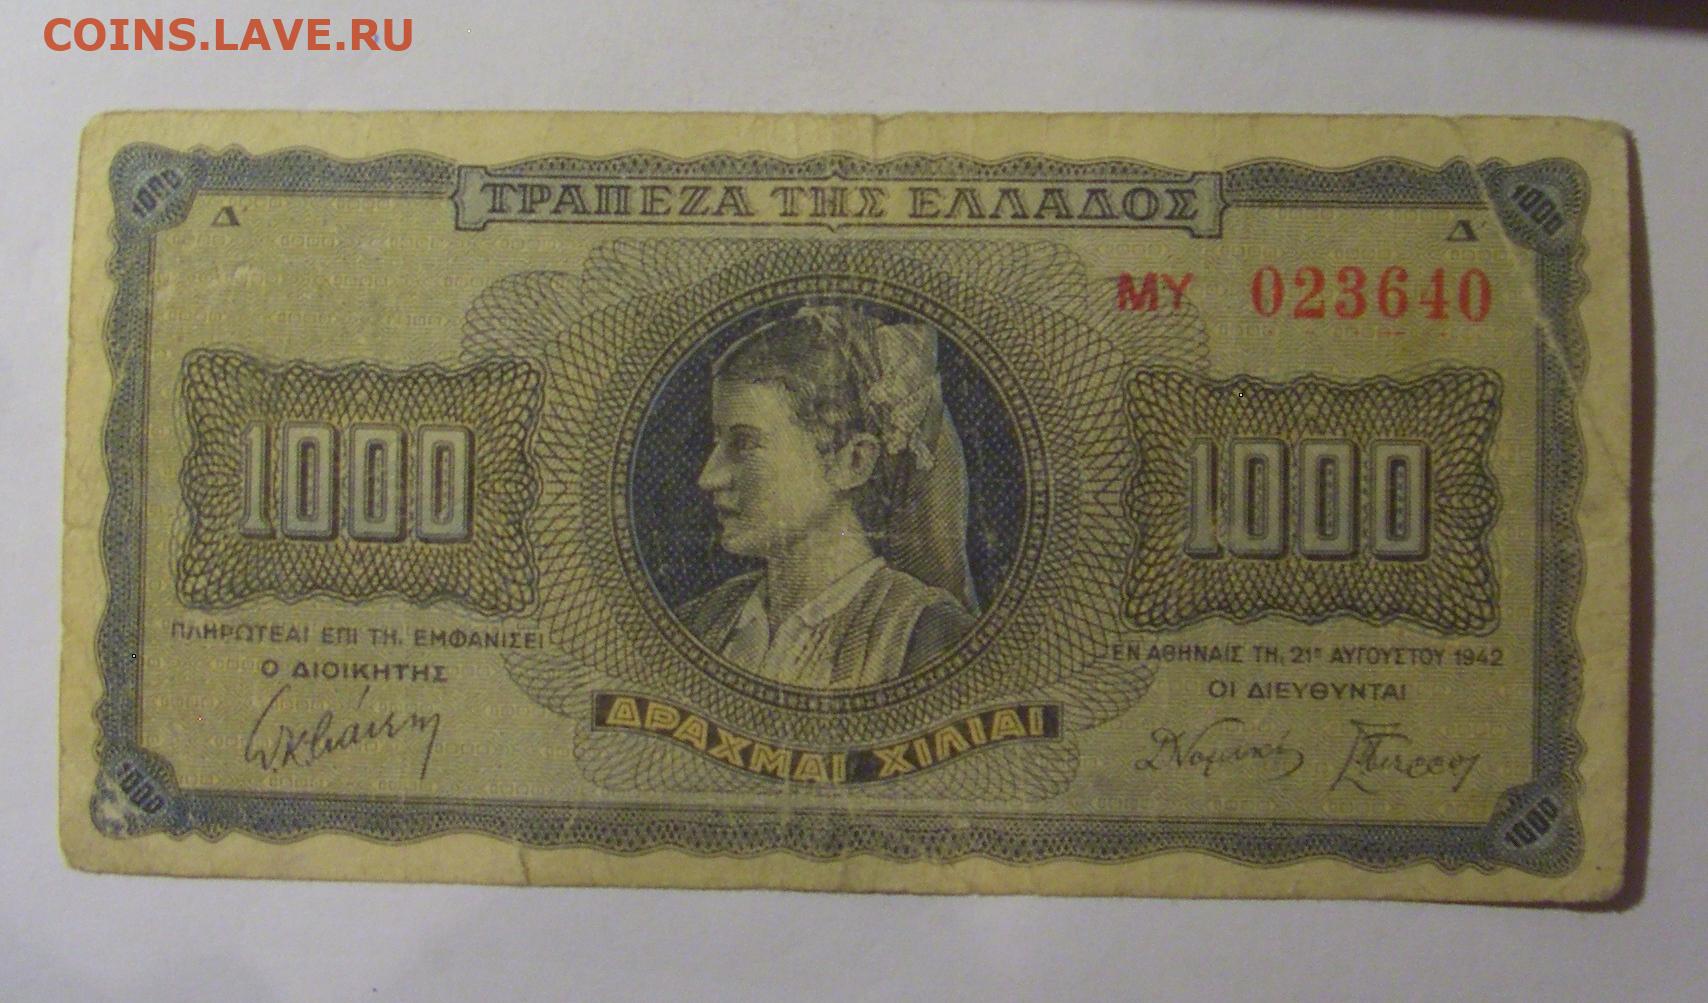 COINS.LAVE.RU
1000 ΤΡΑΠΕΖΑ ΤΗΣ ΕΛΛΑΔΟΣ 1000
Δ' Δ'
ΜΥ 023640
1000 1000
ΠΛΗΡΩΤΕΑΙ ΕΠΙ ΤΗ, ΕΜΦΑΝΙΣΕΙ
Ο ΔΙΟΙΚΗΤΗΣ
ΕΝ ΑΘΗΝΑΙΣ ΤΗ, 21ῃ ΑΥΓΟΥΣΤΟΥ 1942
ΟΙ ΔΙΕΥΘΥΝΤΑΙ
ΔΡΑΧΜΑΙ ΧΙΛΙΑΙ
1000 1000